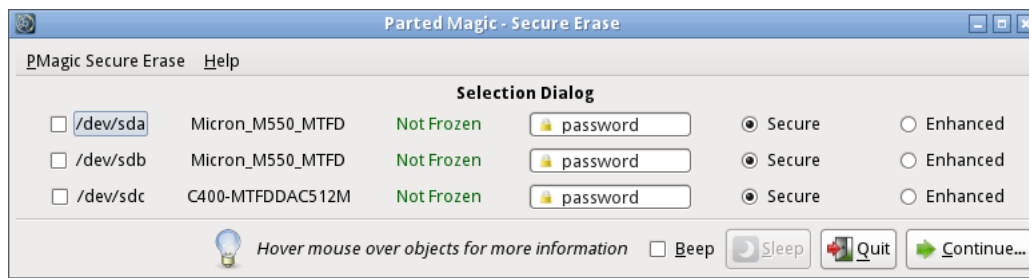 Parted Magic - Secure Erase
PMagic Secure Erase Help
Selection Dialog
/dev/sda Micron_M550_MTFD Not Frozen password Secure Enhanced
/dev/sdb Micron_M550_MTFD Not Frozen password Secure Enhanced
/dev/sdc C400-MTFDDAC512M Not Frozen password Secure Enhanced
Hover mouse over objects for more information Beep Sleep Quit Continue...